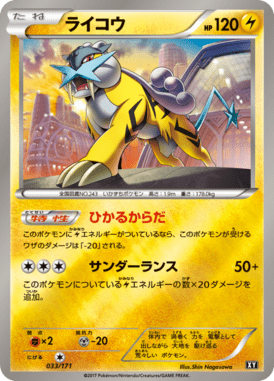 たね ライコウ HP 120
全国図鑑NO.243 いかずちポケモン 高さ:1.9m 重さ:178.0kg
特性 ひかるからだ
このポケモンにエネルギーがついているなら、このポケモンが受ける
ワザのダメージは「-20」される。
サンダーランス 50+
このポケモンについているエネルギーの数×20ダメージを
追加。
弱点 ×2 抵抗力 -20
にげる
033/171
Illus.Shin Nagasawa
XY
©2017 Pokémon/Nintendo/Creatures/GAME FREAK.